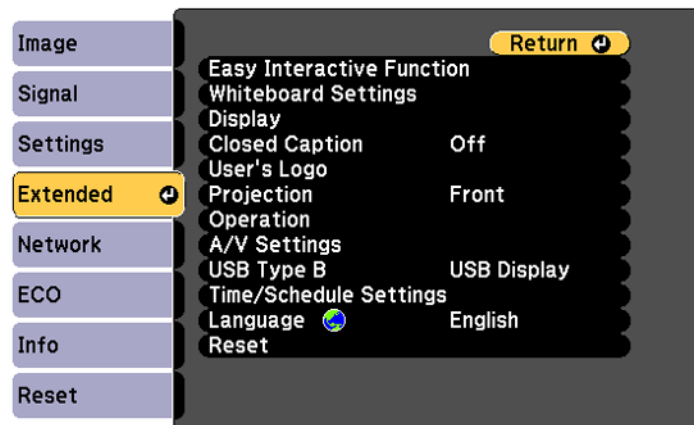 Image
Signal
Settings
Extended
Network
ECO
Info
Reset
Return
Easy Interactive Function
Whiteboard Settings
Display
Closed Caption Off
User's Logo
Projection Front
Operation
A/V Settings
USB Type B USB Display
Time/Schedule Settings
Language English
Reset